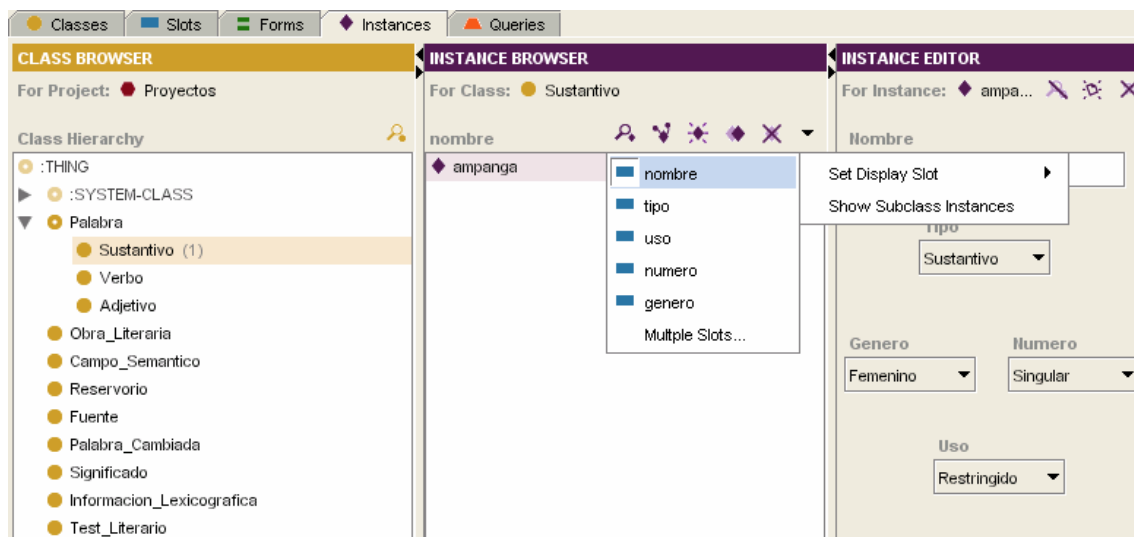 Classes Slots Forms Instances Queries
CLASS BROWSER
For Project: Proyectos
Class Hierarchy
:THING
:SYSTEM-CLASS
Palabra
Sustantivo (1)
Verbo
Adjetivo
Obra_Literaria
Campo_Semantico
Reservorio
Fuente
Palabra_Cambiada
Significado
Informacion_Lexicografica
Test_Literario
INSTANCE BROWSER
For Class: Sustantivo
nombre
ampanga
nombre
tipo
uso
numero
genero
Multple Slots...
Set Display Slot
Show Subclass Instances
INSTANCE EDITOR
For Instance: ampa...
Nombre
Tipo
Sustantivo
Genero Numero
Femenino Singular
Uso
Restringido